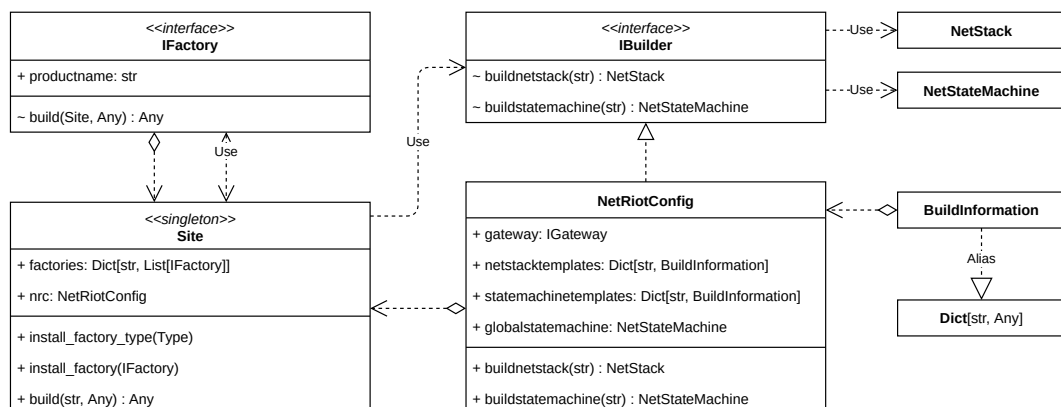 <<interface>>
IFactory
+ productname: str
~ build(Site, Any) : Any
Use
<<singleton>>
Site
+ factories: Dict[str, List[IFactory]]
+ nrc: NetRiotConfig
+ install_factory_type(Type)
+ install_factory(IFactory)
+ build(str, Any) : Any
Use
<<interface>>
IBuilder
~ buildnetstack(str) : NetStack
~ buildstatemachine(str) : NetStateMachine
Use
NetStack
Use
NetStateMachine
NetRiotConfig
+ gateway: IGateway
+ netstacktemplates: Dict[str, BuildInformation]
+ statemachinetemplates: Dict[str, BuildInformation]
+ globalstatemachine: NetStateMachine
+ buildnetstack(str) : NetStack
+ buildstatemachine(str) : NetStateMachine
BuildInformation
Alias
Dict[str, Any]